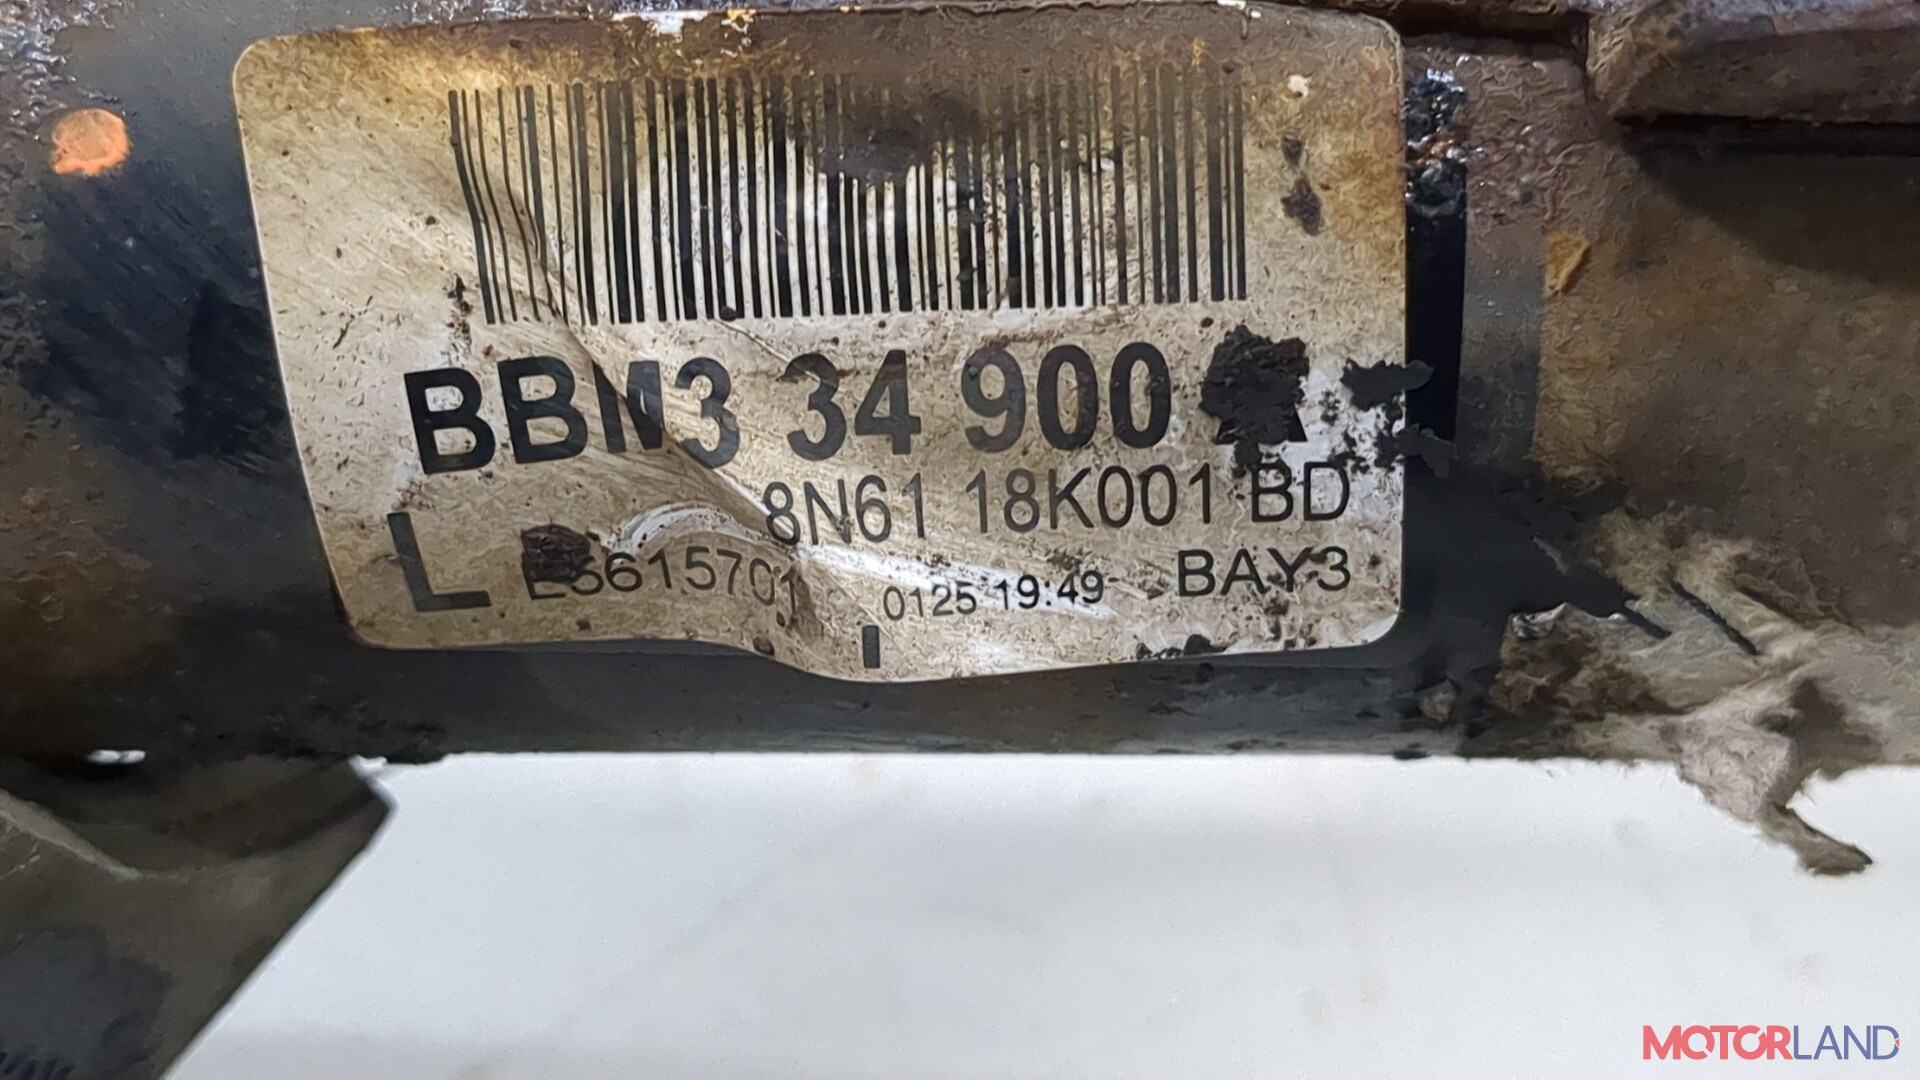 BBM3 34 900
8N61 18K001 BD
L 0125 19:49 BAY3
MOTORLAND